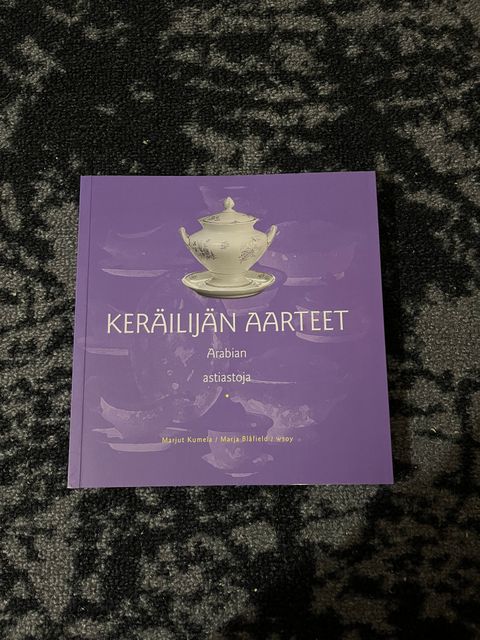 KERÄILIJÄN AARTEET
Arabian
astiastoja
Marjut Kumela / Marja Blåfield / WSOY